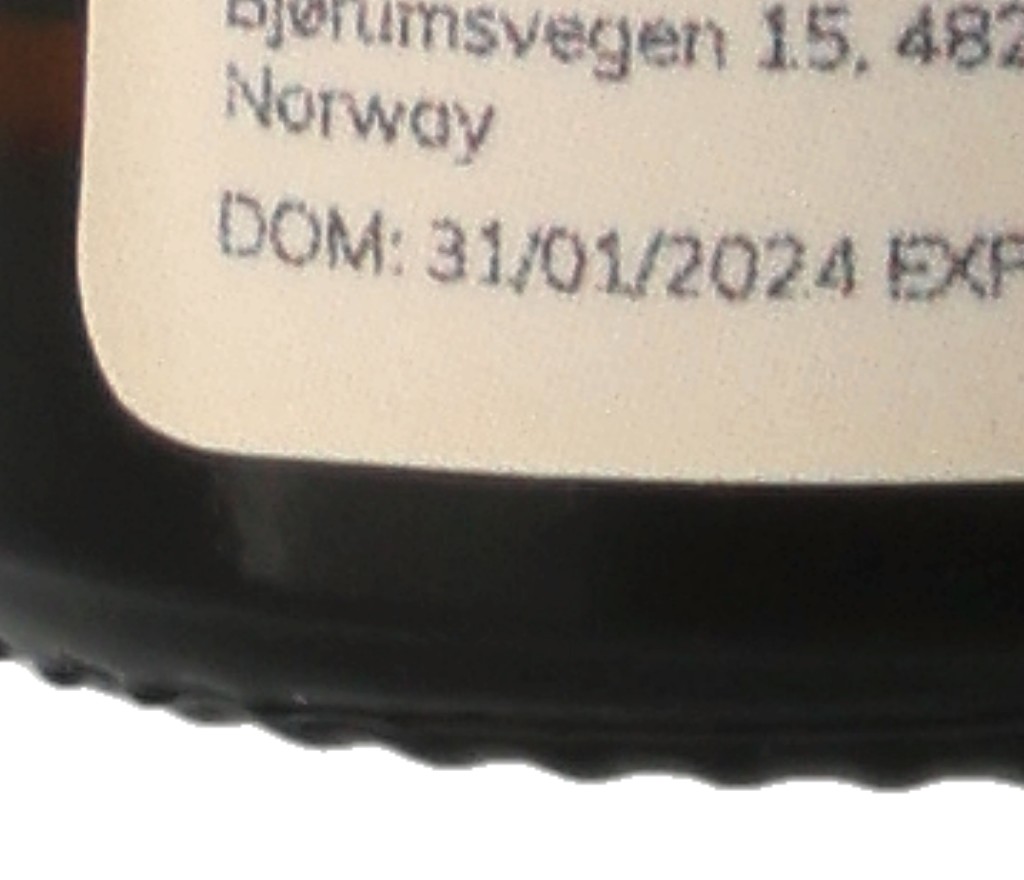 Bjørumsvegen 15, 482
Norway
DOM: 31/01/2024 EXP